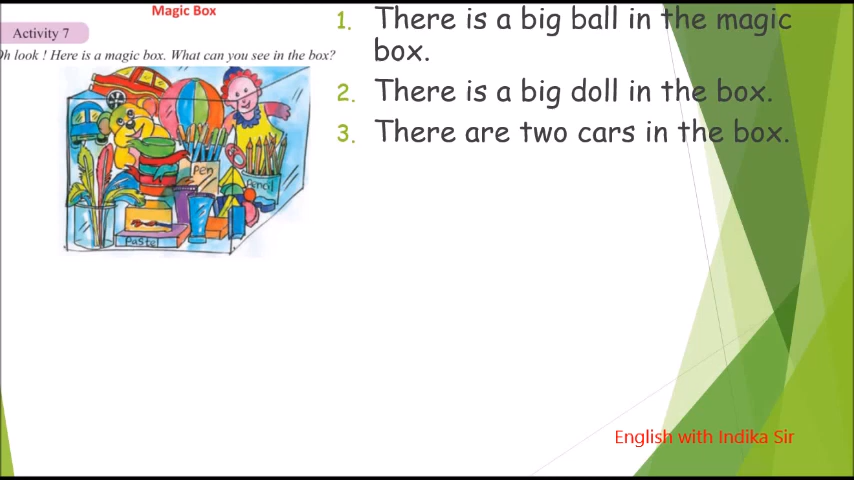 Magic Box
Activity 7
Oh look ! Here is a magic box. What can you see in the box?
Pen
Pencil
Pastel
1. There is a big ball in the magic
box.
2. There is a big doll in the box.
3. There are two cars in the box.
English with Indika Sir